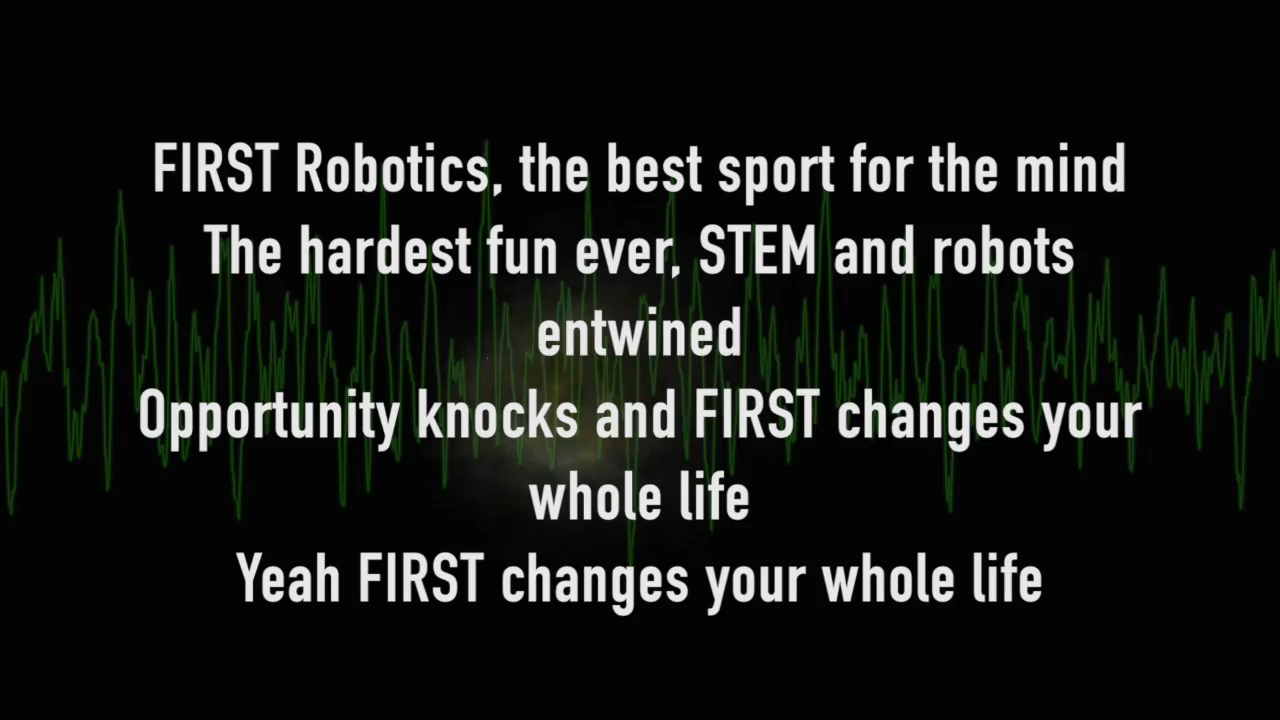 FIRST Robotics, the best sport for the mind
The hardest fun ever, STEM and robots
entwined
Opportunity knocks and FIRST changes your
whole life
Yeah FIRST changes your whole life